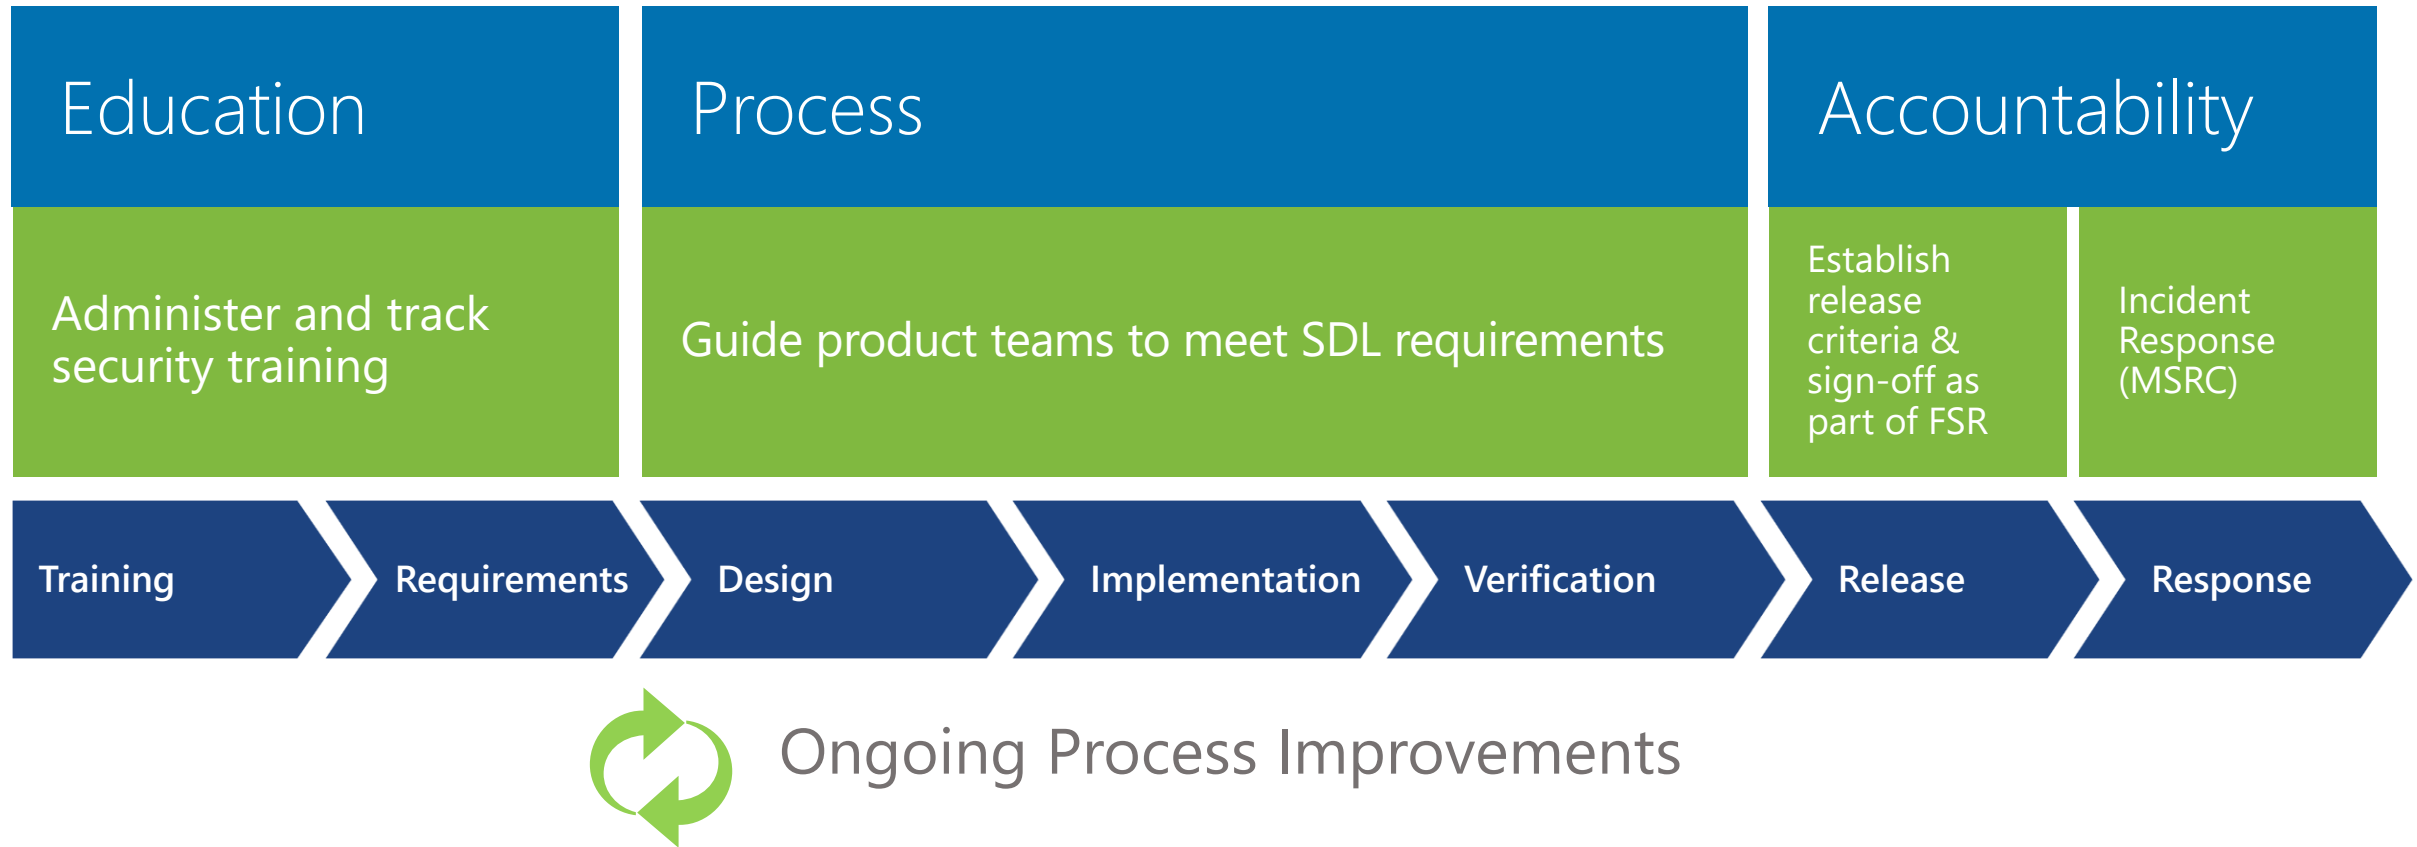 Education
Process
Accountability
Administer and track
security training
Guide product teams to meet SDL requirements
Establish
release
criteria &
sign-off as
part of FSR
Incident
Response
(MSRC)
Training
Requirements
Design
Implementation
Verification
Release
Response
Ongoing Process Improvements